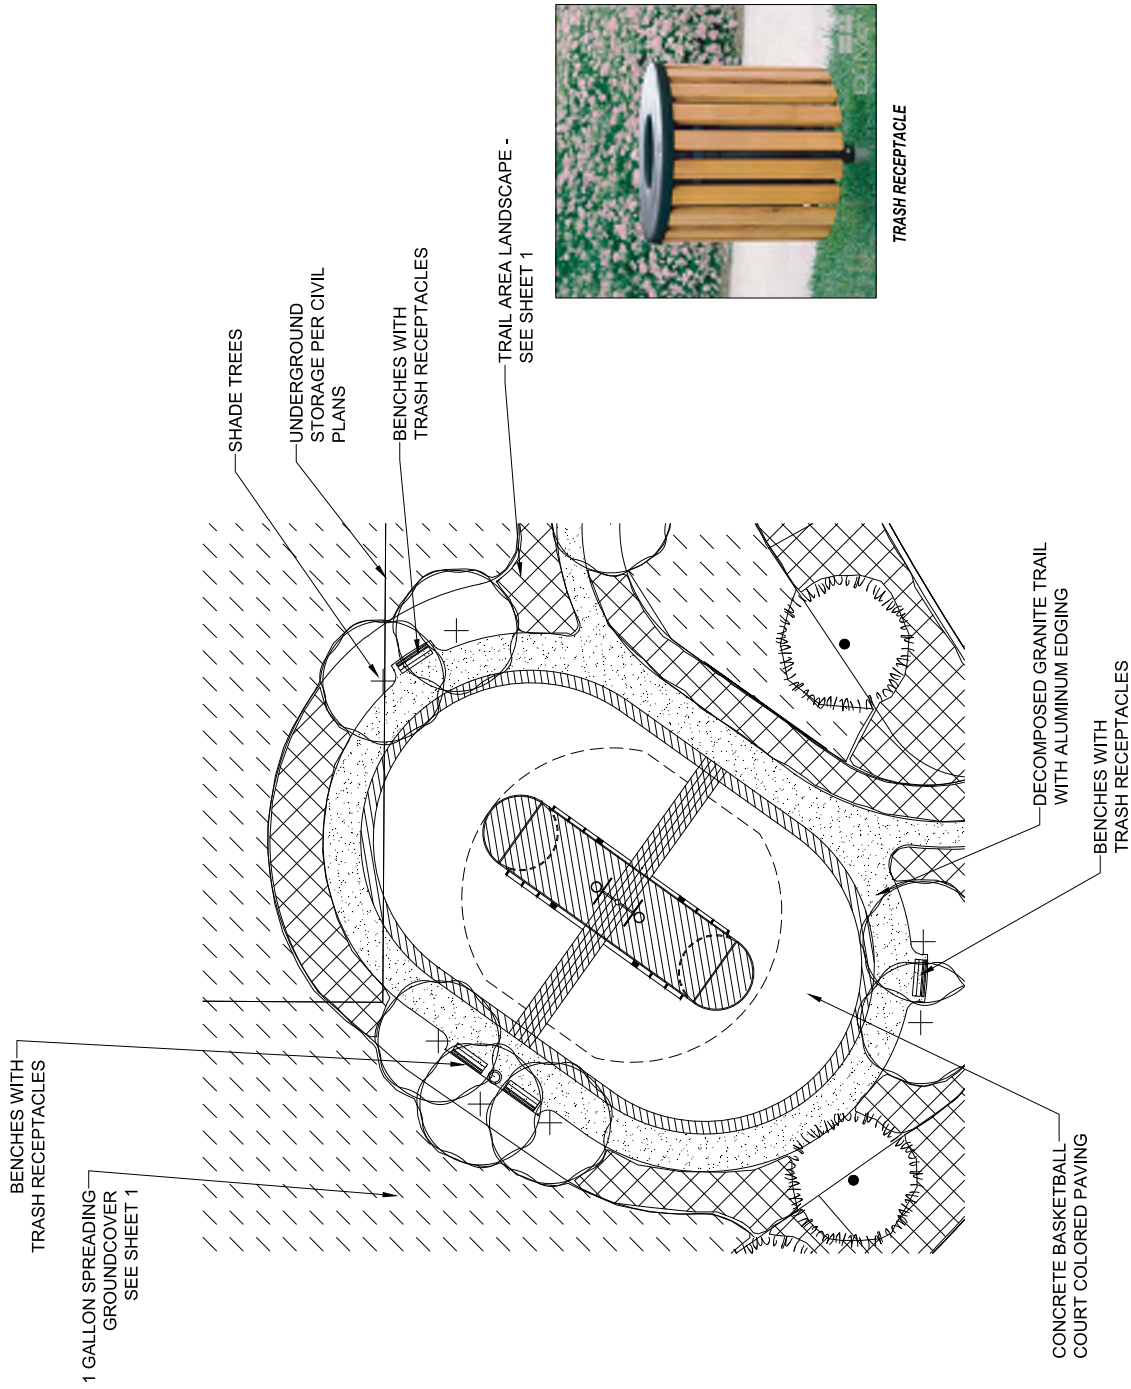 1 GALLON SPREADING
GROUNDCOVER
SEE SHEET 1
BENCHES WITH
TRASH RECEPTACLES
SHADE TREES
UNDERGROUND
STORAGE PER CIVIL
PLANS
BENCHES WITH
TRASH RECEPTACLES
TRAIL AREA LANDSCAPE -
SEE SHEET 1
TRASH RECEPTACLE
CONCRETE BASKETBALL
COURT COLORED PAVING
DECOMPOSED GRANITE TRAIL
WITH ALUMINUM EDGING
BENCHES WITH
TRASH RECEPTACLES